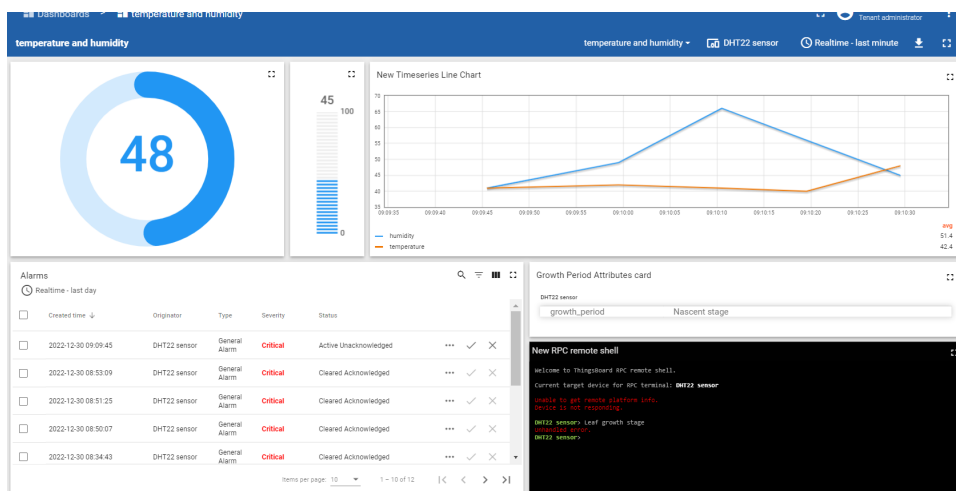 Dashboards > temperature and humidity
Tenant administrator
temperature and humidity
temperature and humidity
DHT22 sensor
Realtime - last minute
48
45
100
0
New Timeseries Line Chart
70
65
60
55
50
45
40
35
09:09:35 09:09:40 09:09:45 09:09:50 09:09:55 09:10:00 09:10:05 09:10:10 09:10:15 09:10:20 09:10:25 09:10:30
avg
humidity 51.4
temperature 42.4
Alarms
Realtime - last day
Created time Originator Type Severity Status
2022-12-30 09:09:45 DHT22 sensor General Alarm Critical Active Unacknowledged
2022-12-30 08:53:09 DHT22 sensor General Alarm Critical Cleared Acknowledged
2022-12-30 08:51:25 DHT22 sensor General Alarm Critical Cleared Acknowledged
2022-12-30 08:50:07 DHT22 sensor General Alarm Critical Cleared Acknowledged
2022-12-30 08:34:43 DHT22 sensor General Alarm Critical Cleared Acknowledged
Items per page: 10 1 – 10 of 12
Growth Period Attributes card
DHT22 sensor
growth_period Nascent stage
New RPC remote shell
Welcome to ThingsBoard RPC remote shell.
Current target device for RPC terminal: DHT22 sensor
Unable to get remote platform info.
Device is not responding.
DHT22 sensor> Leaf growth stage
Unhandled error.
DHT22 sensor>